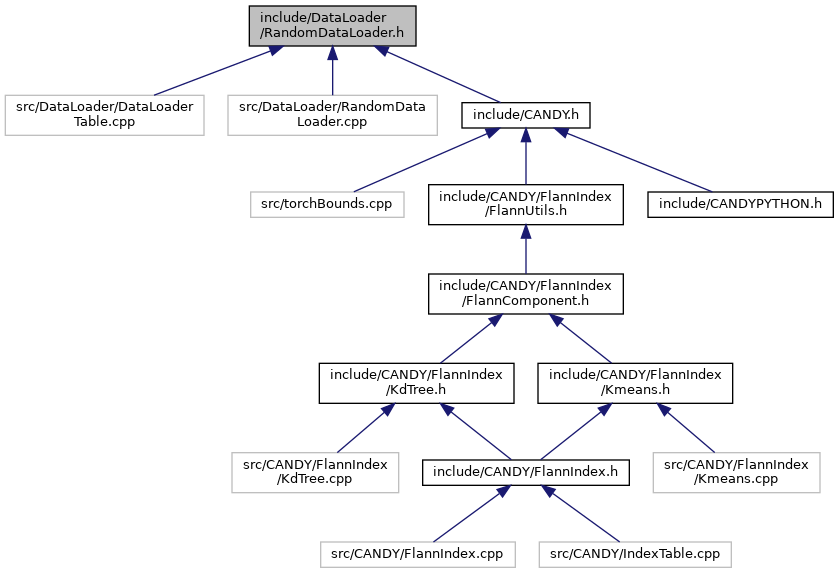 include/DataLoader
/RandomDataLoader.h
src/DataLoader/DataLoader
Table.cpp
src/DataLoader/RandomData
Loader.cpp
include/CANDY.h
src/torchBounds.cpp
include/CANDY/FlannIndex
/FlannUtils.h
include/CANDYPYTHON.h
include/CANDY/FlannIndex
/FlannComponent.h
include/CANDY/FlannIndex
/KdTree.h
include/CANDY/FlannIndex
/Kmeans.h
src/CANDY/FlannIndex
/KdTree.cpp
include/CANDY/FlannIndex.h
src/CANDY/FlannIndex
/Kmeans.cpp
src/CANDY/FlannIndex.cpp
src/CANDY/IndexTable.cpp